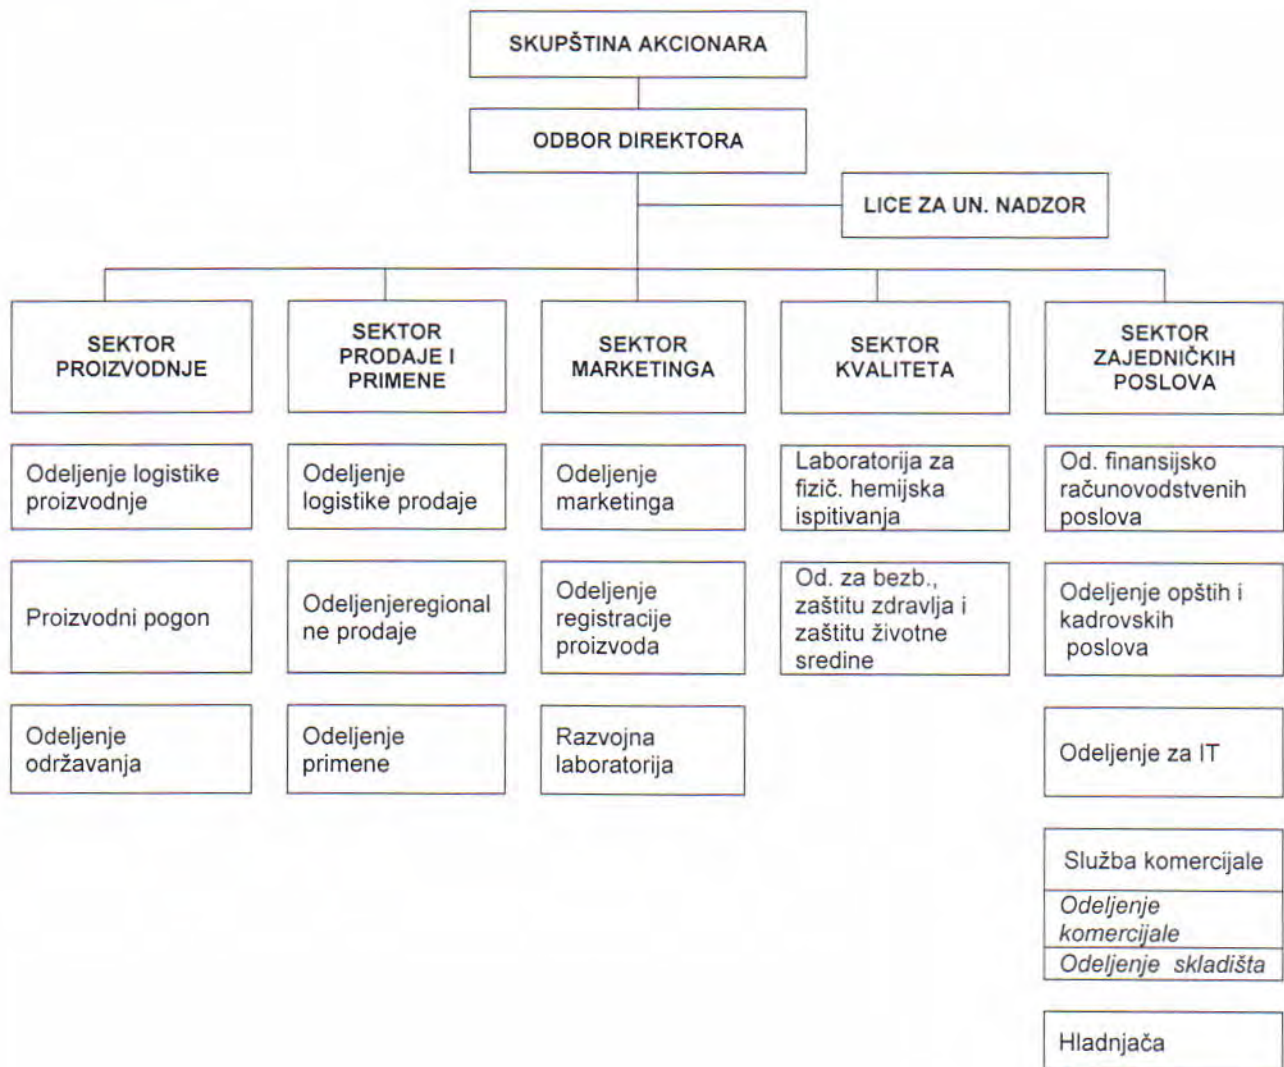 SKUPŠTINA AKCIONARA
ODBOR DIREKTORA
LICE ZA UN. NADZOR
SEKTOR
PROIZVODNJE
SEKTOR
PRODAJE I
PRIMENE
SEKTOR
MARKETINGA
SEKTOR
KVALITETA
SEKTOR
ZAJEDNIČKIH
POSLOVA
Odeljenje logistike
proizvodnje
Odeljenje
logistike prodaje
Odeljenje
marketinga
Laboratorija za
fizič. hemijska
ispitivanja
Od. finansijsko
računovodstvenih
poslova
Proizvodni pogon
Odeljenjeregional
ne prodaje
Odeljenje
registracije
proizvoda
Od. za bezb.,
zaštitu zdravlja i
zaštitu životne
sredine
Odeljenje opštih i
kadrovskih
poslova
Odeljenje
održavanja
Odeljenje
primene
Razvojna
laboratorija
Odeljenje za IT
Služba komercijale
Odeljenje
komercijale
Odeljenje skladišta
Hladnjača